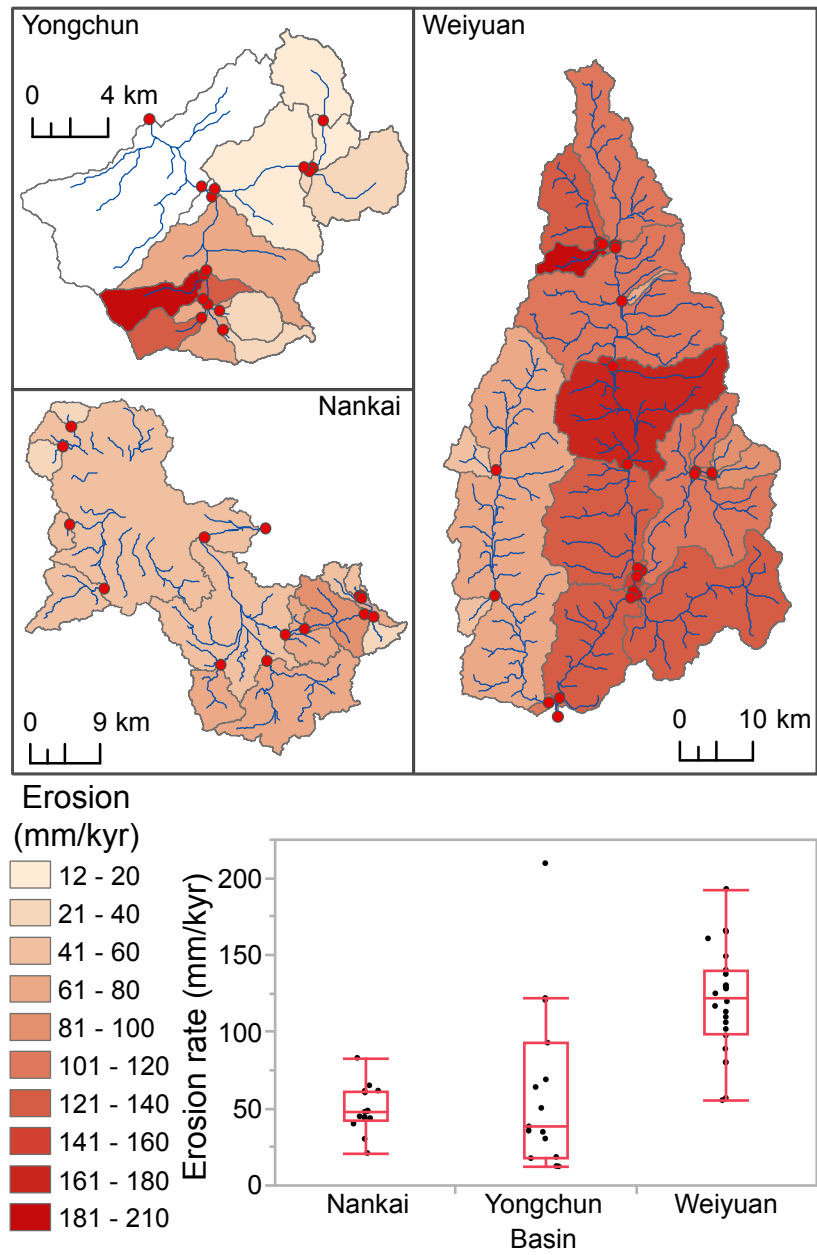 Yongchun
0 4 km
Weiyuan
0 10 km
Nankai
0 9 km
Erosion
(mm/kyr)
12 - 20
21 - 40
41 - 60
61 - 80
81 - 100
101 - 120
121 - 140
141 - 160
161 - 180
181 - 210
Erosion rate (mm/kyr)
200
150
100
50
0
Nankai Yongchun Weiyuan
Basin